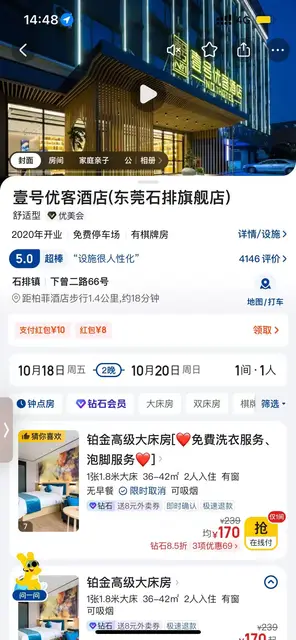 14:48
4G
壹号优客酒店
封面
房间
家庭亲子
公
相册
壹号优客酒店(东莞石排旗舰店)
舒适型
优美会
2020年开业
免费停车场
有棋牌房
详情/设施
5.0 超棒 “设施很人性化”
4146 评价
石排镇
下曾二路66号
距柏菲酒店步行1.4公里,约18分钟
地图/打车
支付红包¥10
红包¥8
领取
10月18日 周五
2晚
10月20日 周日
1间·1人
钟点房
钻石会员
大床房
双床房
棋牌
筛选
猜你喜欢
7
铂金高级大床房[❤️免費洗衣服务、
泡脚服务❤️]
1张1.8米大床 36-42㎡ 2人入住 有窗
无早餐
限时取消
可吸烟
钻石 送8元外卖券
即时确认
极速退款
¥239
均¥170
钻石8.5折 3项优惠69
仅1间
抢
在线付
问一问
铂金高级大床房
1张1.8米大床 36-42㎡ 2人入住 有窗
可吸烟
钻石 送8元外卖券
极速退款
¥239
¥170起